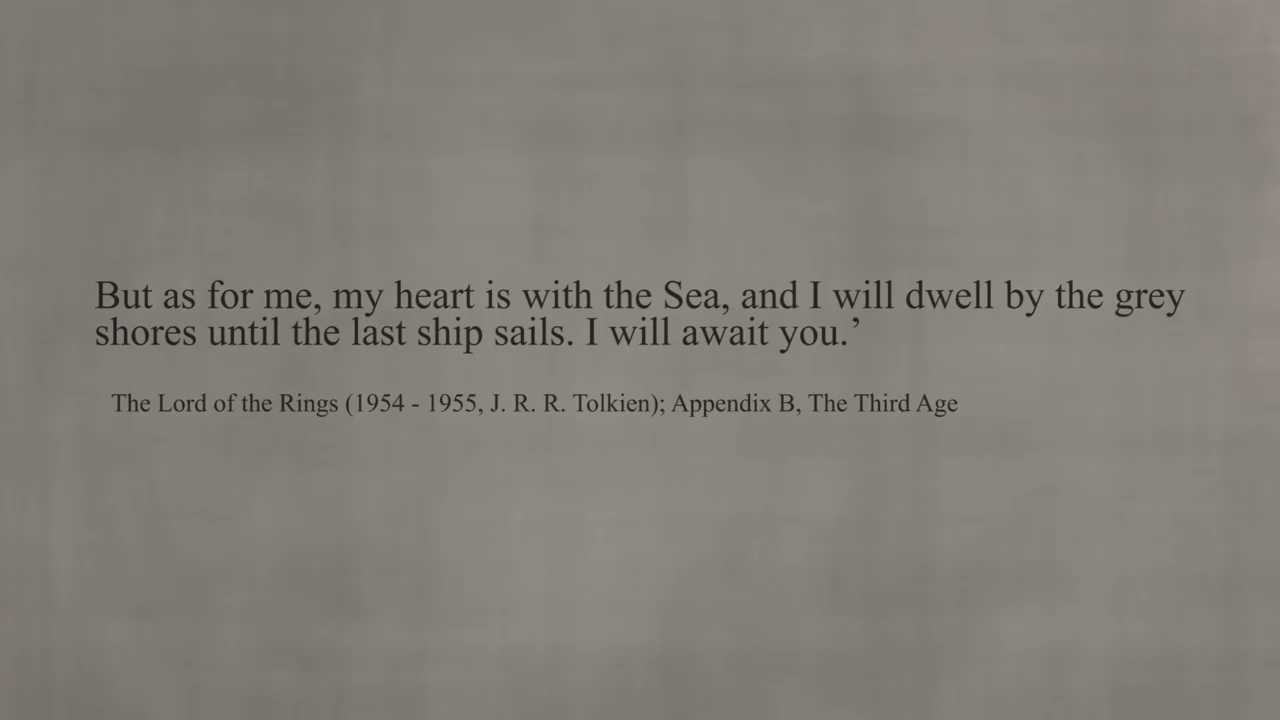 But as for me, my heart is with the Sea, and I will dwell by the grey
shores until the last ship sails. I will await you.’
The Lord of the Rings (1954 - 1955, J. R. R. Tolkien); Appendix B, The Third Age